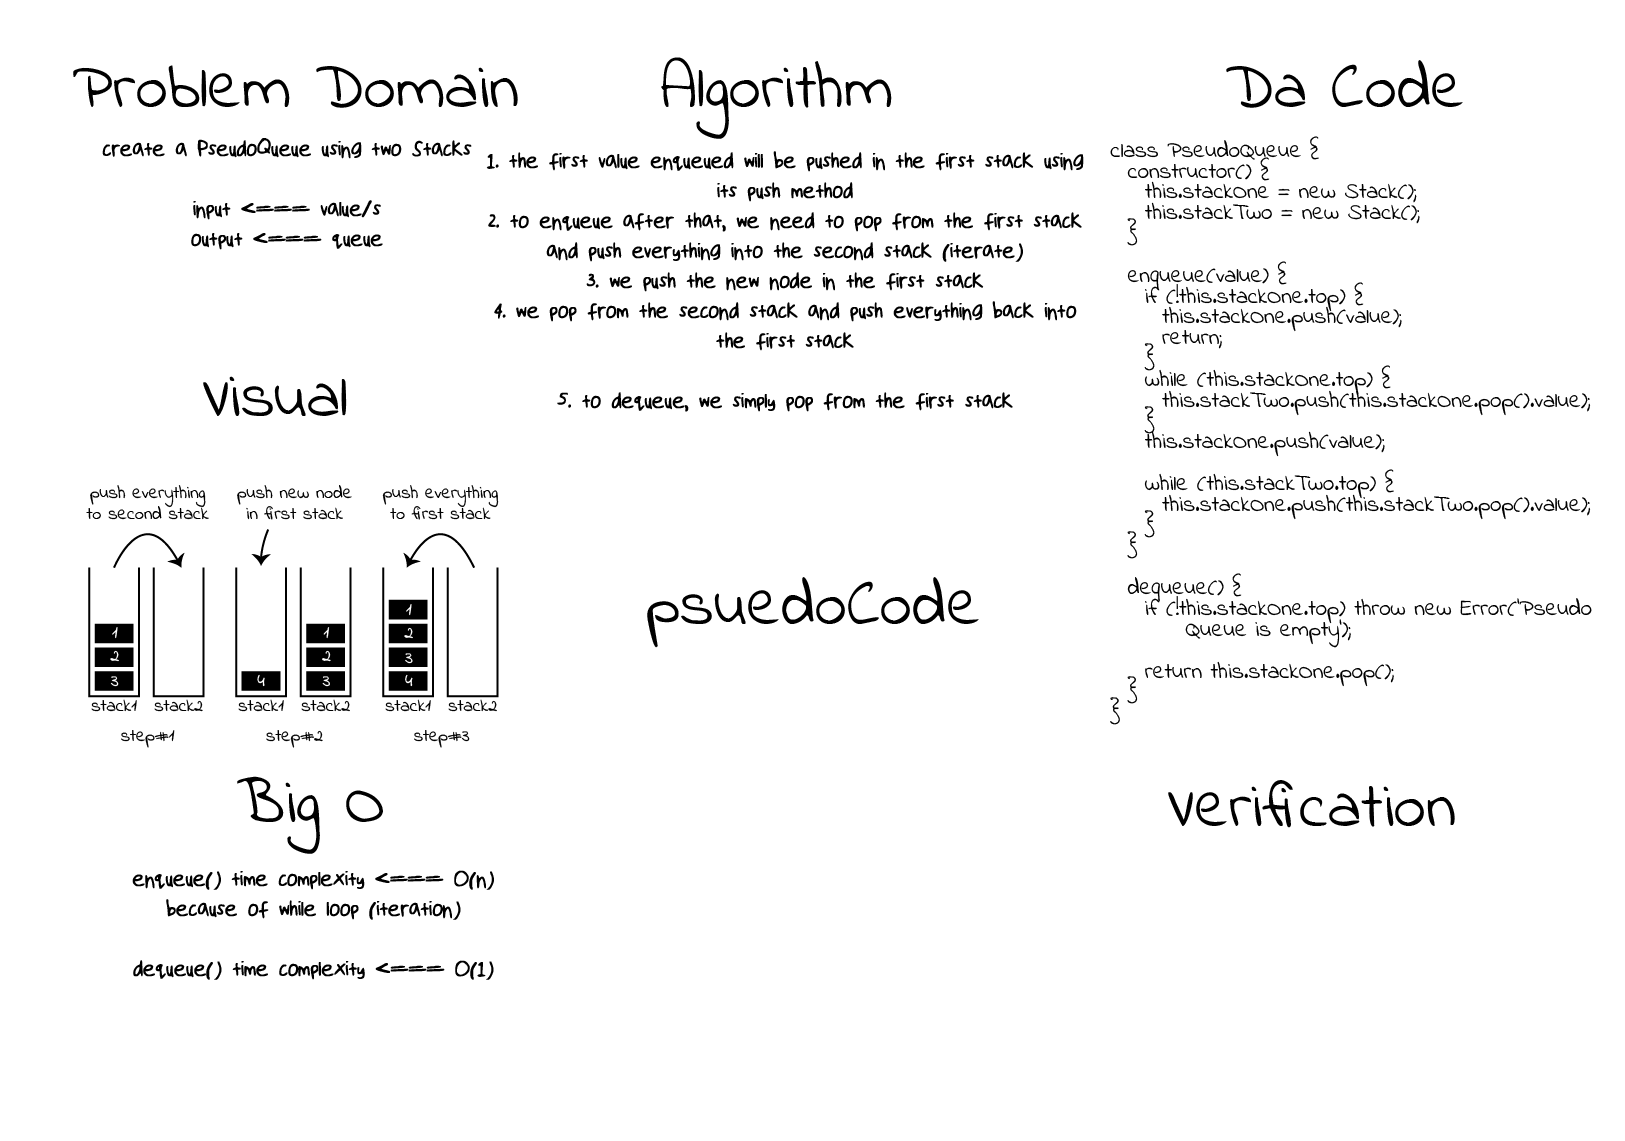 Problem Domain
create a PseudoQueue using two Stacks
input <==== value/s
output <==== queue
Visual
push everything
to second stack
push new node
in first stack
push everything
to first stack
1
2
3
stack1
stack2
step#1
4
1
2
3
stack1
stack2
step#2
1
2
3
4
stack1
stack2
step#3
Big O
enqueue() time complexity <==== O(n)
because of while loop (iteration)
dequeue() time complexity <==== O(1)
Algorithm
1. the first value enqueued will be pushed in the first stack using
its push method
2. to enqueue after that, we need to pop from the first stack
and push everything into the second stack (iterate)
3. we push the new node in the first stack
4. we pop from the second stack and push everything back into
the first stack
5. to dequeue, we simply pop from the first stack
psuedoCode
Da Code
class PseudoQueue {
constructor() {
this.stackOne = new Stack();
this.stackTwo = new Stack();
}
enqueue(value) {
if (!this.stackOne.top) {
this.stackOne.push(value);
return;
}
while (this.stackOne.top) {
this.stackTwo.push(this.stackOne.pop().value);
}
this.stackOne.push(value);
while (this.stackTwo.top) {
this.stackOne.push(this.stackTwo.pop().value);
}
}
dequeue() {
if (!this.stackOne.top) throw new Error('Pseudo
Queue is empty');
return this.stackOne.pop();
}
}
verification